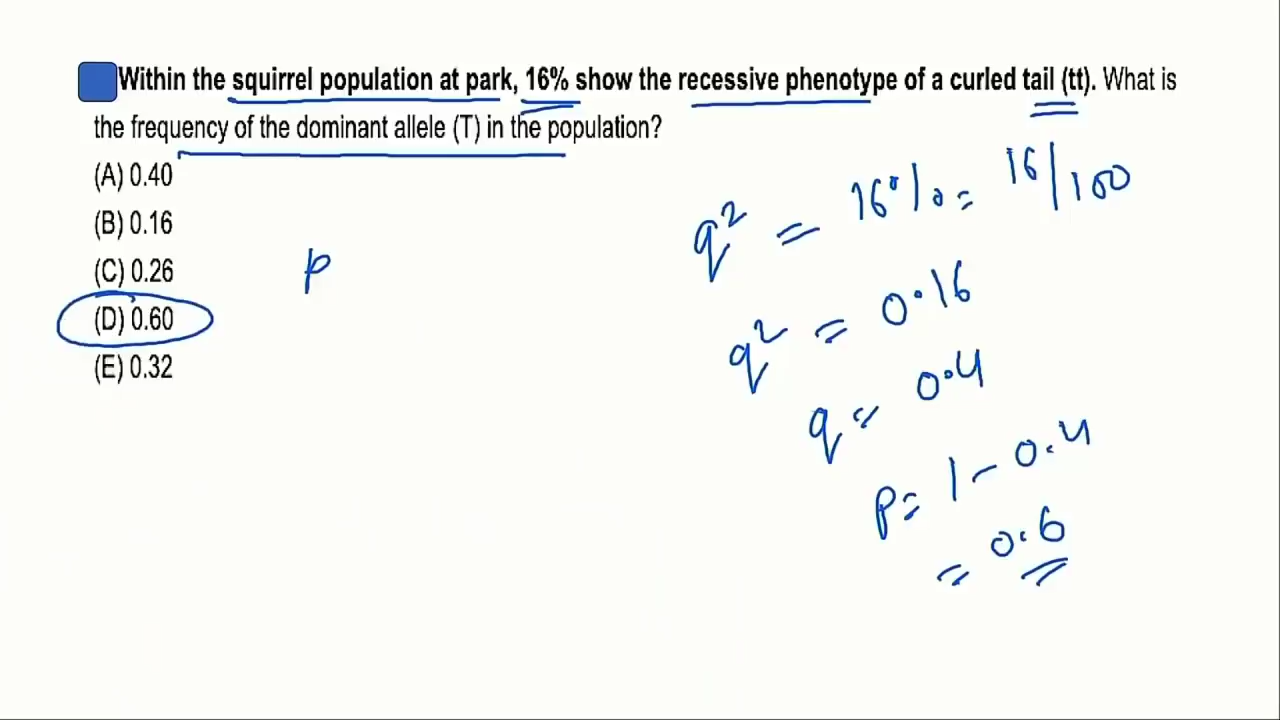 Within the squirrel population at park, 16% show the recessive phenotype of a curled tail (tt). What is
the frequency of the dominant allele (T) in the population?
(A) 0.40
(B) 0.16
(C) 0.26
(D) 0.60
(E) 0.32
p
q² = 16% = 16/100
q² = 0.16
q = 0.4
p = 1 - 0.4
= 0.6